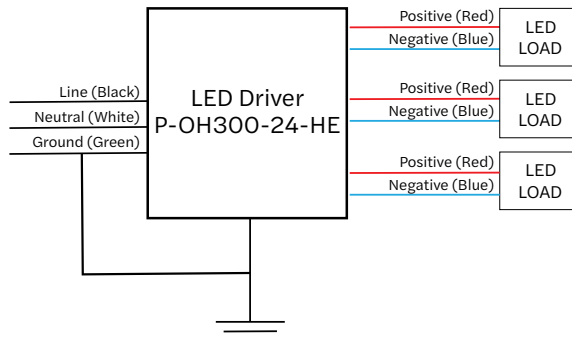 Line (Black)
Neutral (White)
Ground (Green)
LED Driver
P-OH300-24-HE
Positive (Red)
Negative (Blue)
LED
LOAD
Positive (Red)
Negative (Blue)
LED
LOAD
Positive (Red)
Negative (Blue)
LED
LOAD